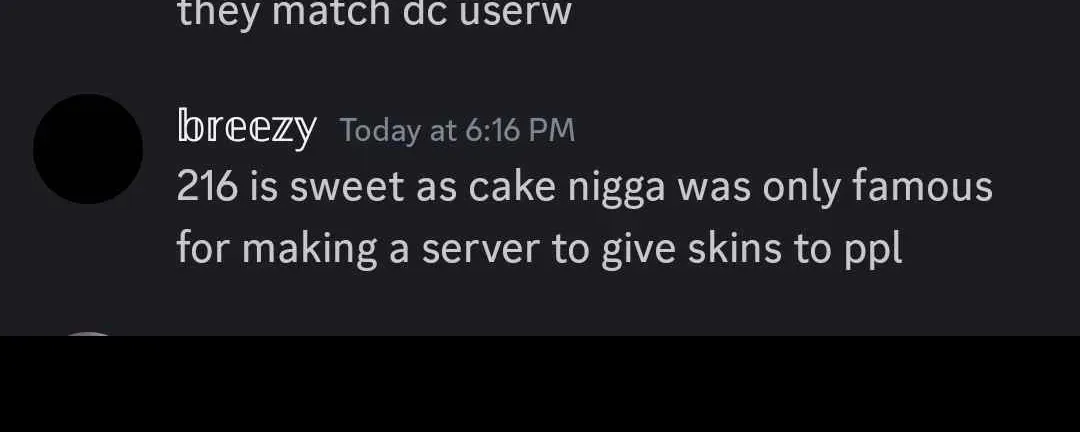 they match dc userw
breezy Today at 6:16 PM
216 is sweet as cake nigga was only famous
for making a server to give skins to ppl